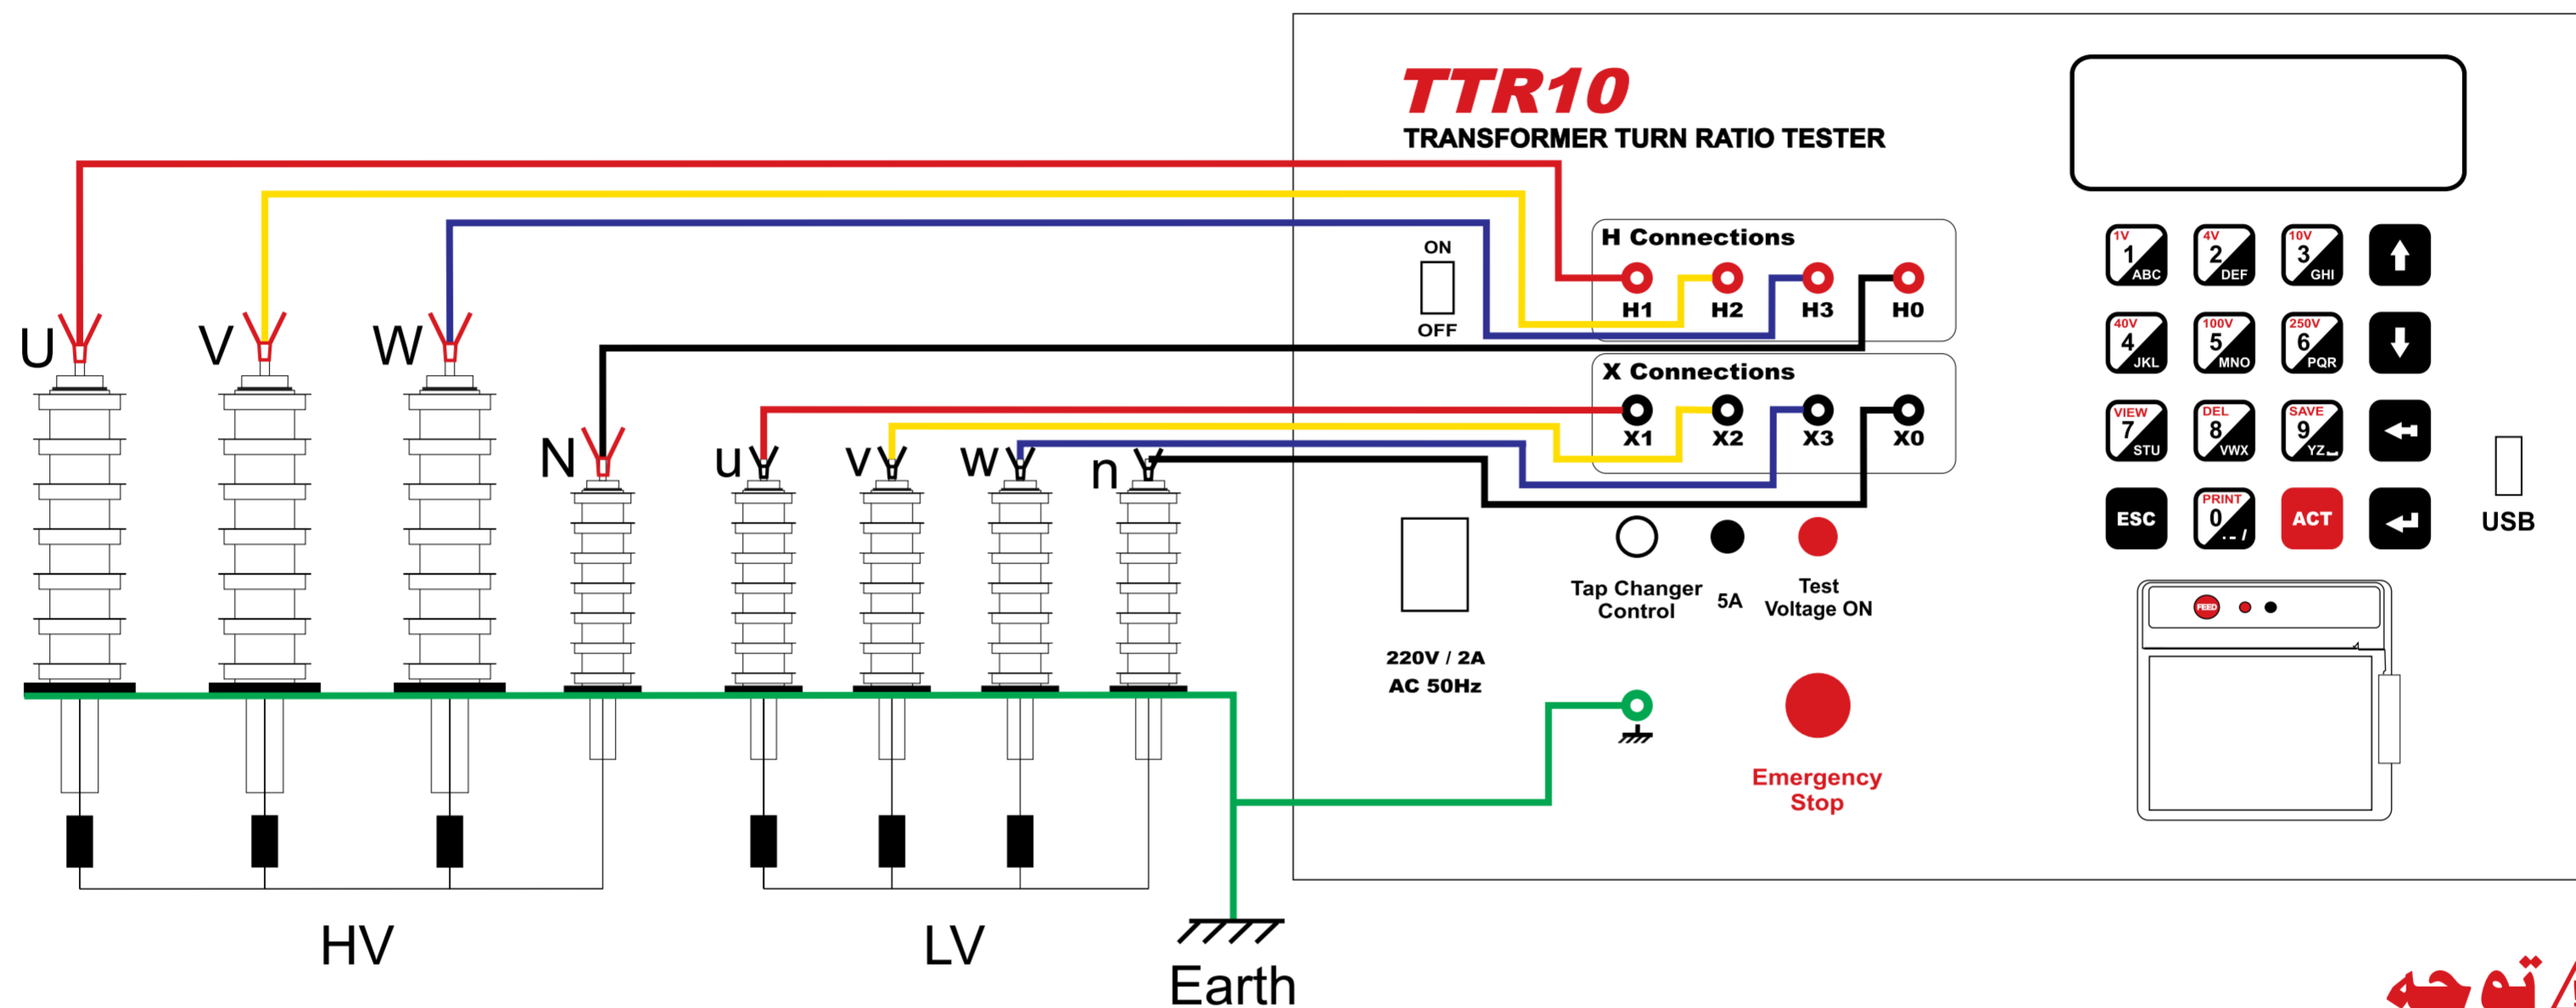 TTR10
TRANSFORMER TURN RATIO TESTER
H Connections
ON
OFF
H1 H2 H3 H0
X Connections
X1 X2 X3 X0
U V W N u v w n
1V 1 ABC
4V 2 DEF
10V 3 GHI
40V 4 JKL
100V 5 MNO
250V 6 PQR
VIEW 7 STU
DEL 8 VWX
SAVE 9 YZ⎵
ESC
PRINT 0 .-/
ACT
USB
Tap Changer
Control
5A
Test
Voltage ON
220V / 2A
AC 50Hz
FEED
Emergency
Stop
HV
LV
Earth
توجه